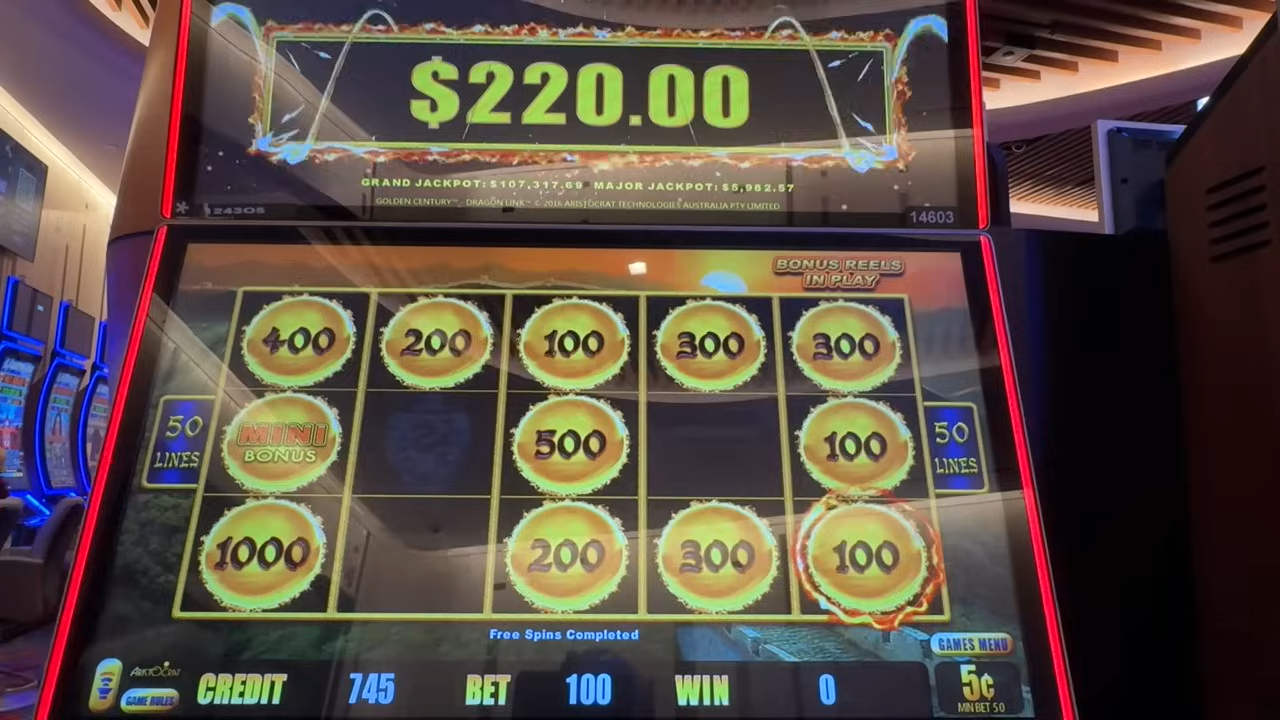 $220.00
GRAND JACKPOT: $107,317.69 MAJOR JACKPOT: $5,982.57
GOLDEN CENTURY™ - DRAGON LINK™ © 2016 ARISTOCRAT TECHNOLOGIES AUSTRALIA PTY LIMITED
14603
BONUS REELS
IN PLAY
400 200 100 300 300
50
LINES
MINI
BONUS
500
100
50
LINES
1000 200 300 100
Free Spins Completed
GAMES MENU
ARISTOCRAT
GAME RULES
CREDIT 745 BET 100 WIN 0
5¢
MIN BET 50